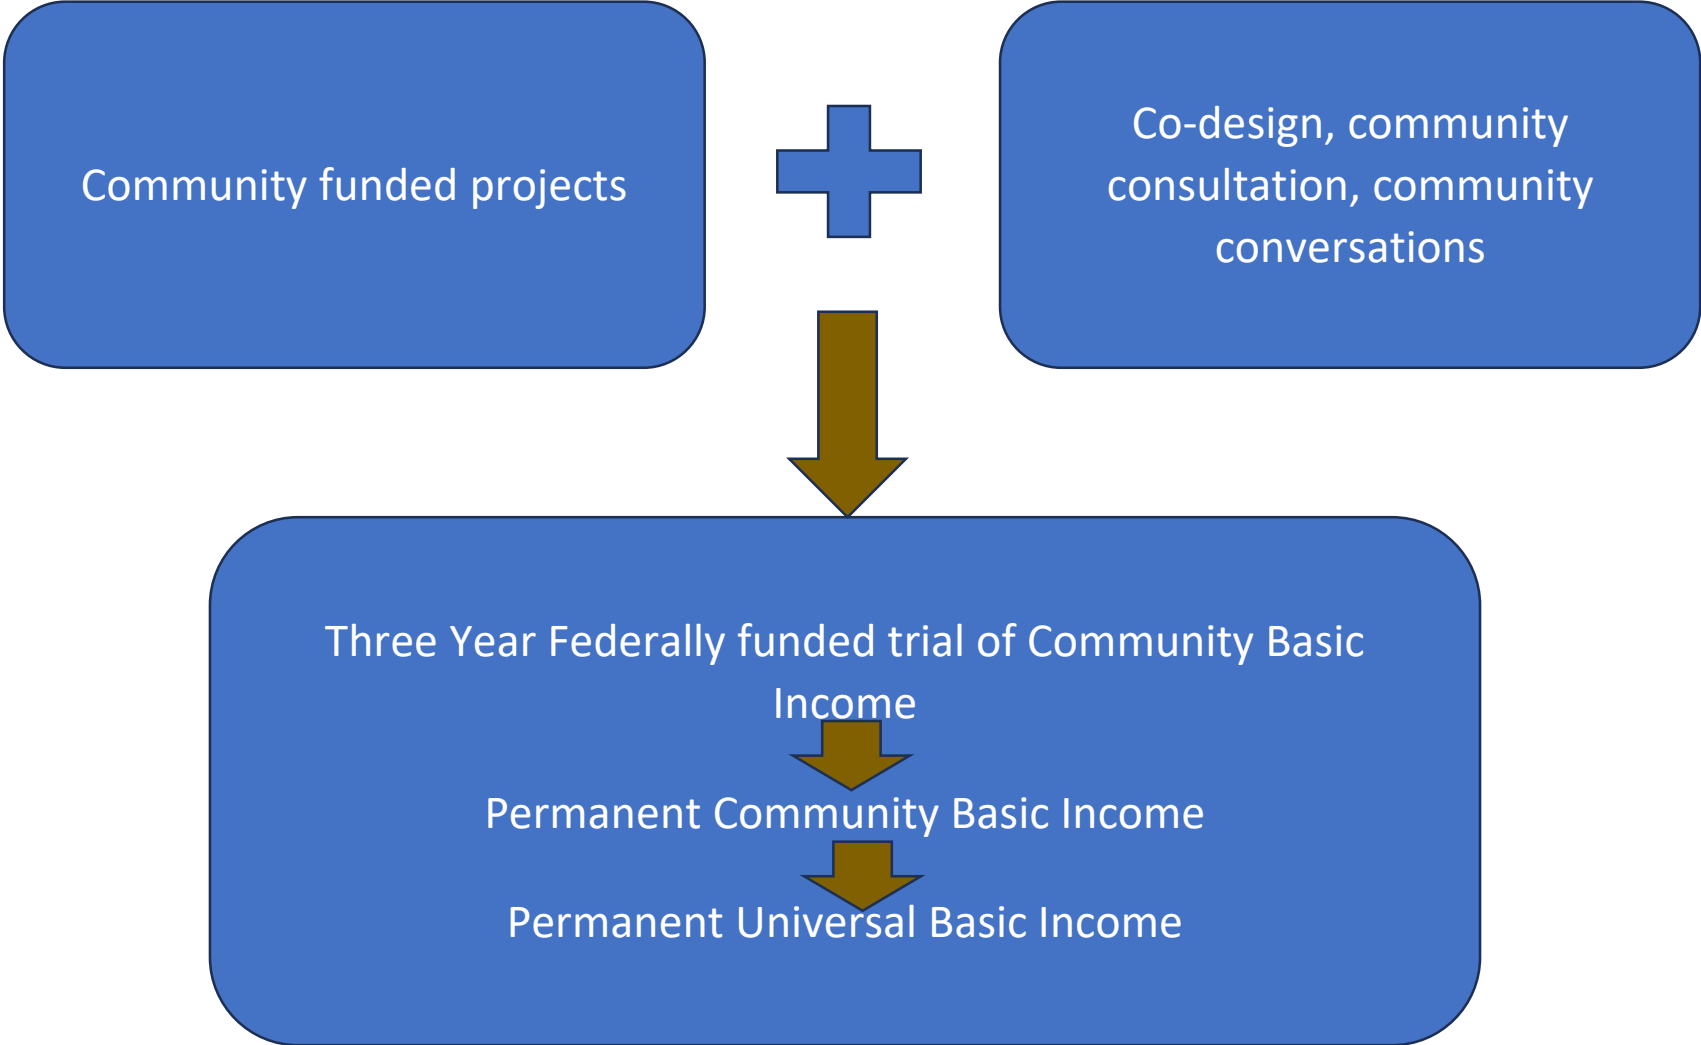 Community funded projects
Co-design, community
consultation, community
conversations
Three Year Federally funded trial of Community Basic
Income
Permanent Community Basic Income
Permanent Universal Basic Income